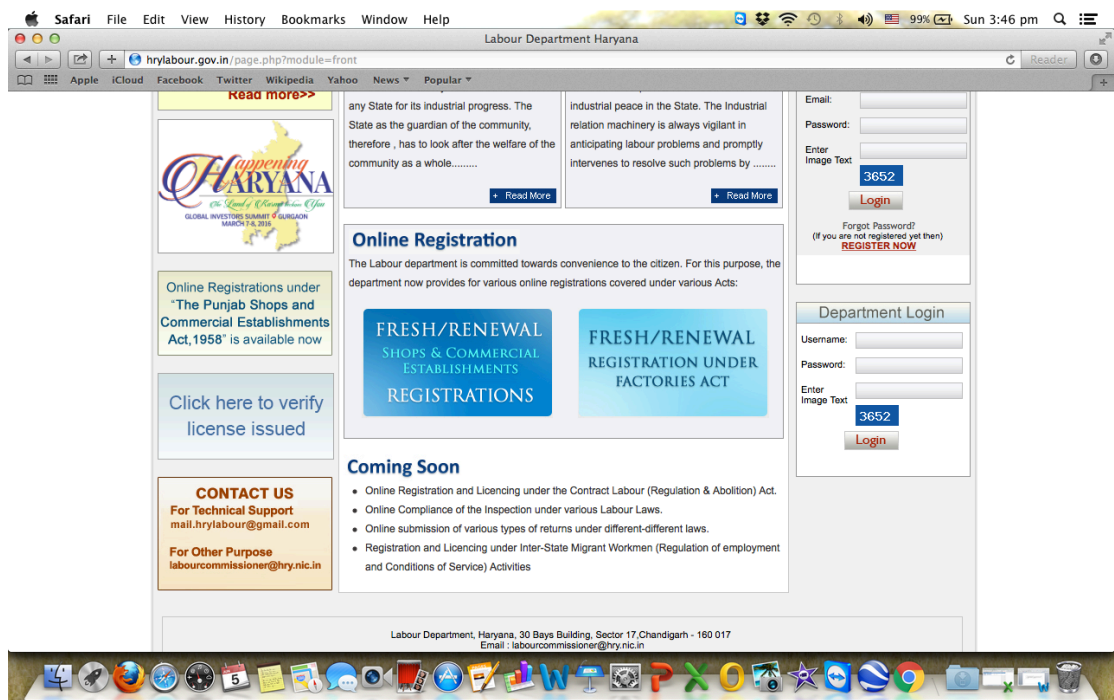 Safari File Edit View History Bookmarks Window Help
99% Sun 3:46 pm
Labour Department Haryana
hrylabour.gov.in/page.php?module=front
Reader
Apple iCloud Facebook Twitter Wikipedia Yahoo News Popular
Read more>>
Happening
HARYANA
GLOBAL INVESTORS SUMMIT GURGAON
MARCH 7-8, 2016
Online Registrations under
"The Punjab Shops and
Commercial Establishments
Act,1958" is available now
Click here to verify
license issued
CONTACT US
For Technical Support
mail.hrylabour@gmail.com
For Other Purpose
labourcommissioner@hry.nic.in
any State for its industrial progress. The
State as the guardian of the community,
therefore , has to look after the welfare of the
community as a whole.........
+ Read More
industrial peace in the State. The Industrial
relation machinery is always vigilant in
anticipating labour problems and promptly
intervenes to resolve such problems by ........
+ Read More
Online Registration
The Labour department is committed towards convenience to the citizen. For this purpose, the
department now provides for various online registrations covered under various Acts:
FRESH/RENEWAL
SHOPS & COMMERCIAL
ESTABLISHMENTS
REGISTRATIONS
FRESH/RENEWAL
REGISTRATION UNDER
FACTORIES ACT
Coming Soon
• Online Registration and Licencing under the Contract Labour (Regulation & Abolition) Act.
• Online Compliance of the Inspection under various Labour Laws.
• Online submission of various types of returns under different-different laws.
• Registration and Licencing under Inter-State Migrant Workmen (Regulation of employment
and Conditions of Service) Activities
Email:
Password:
Enter
Image Text
3652
Login
Forgot Password?
(If you are not registered yet then)
REGISTER NOW
Department Login
Username:
Password:
Enter
Image Text
3652
Login
Labour Department, Haryana, 30 Bays Building, Sector 17,Chandigarh - 160 017
Email : labourcommissioner@hry.nic.in